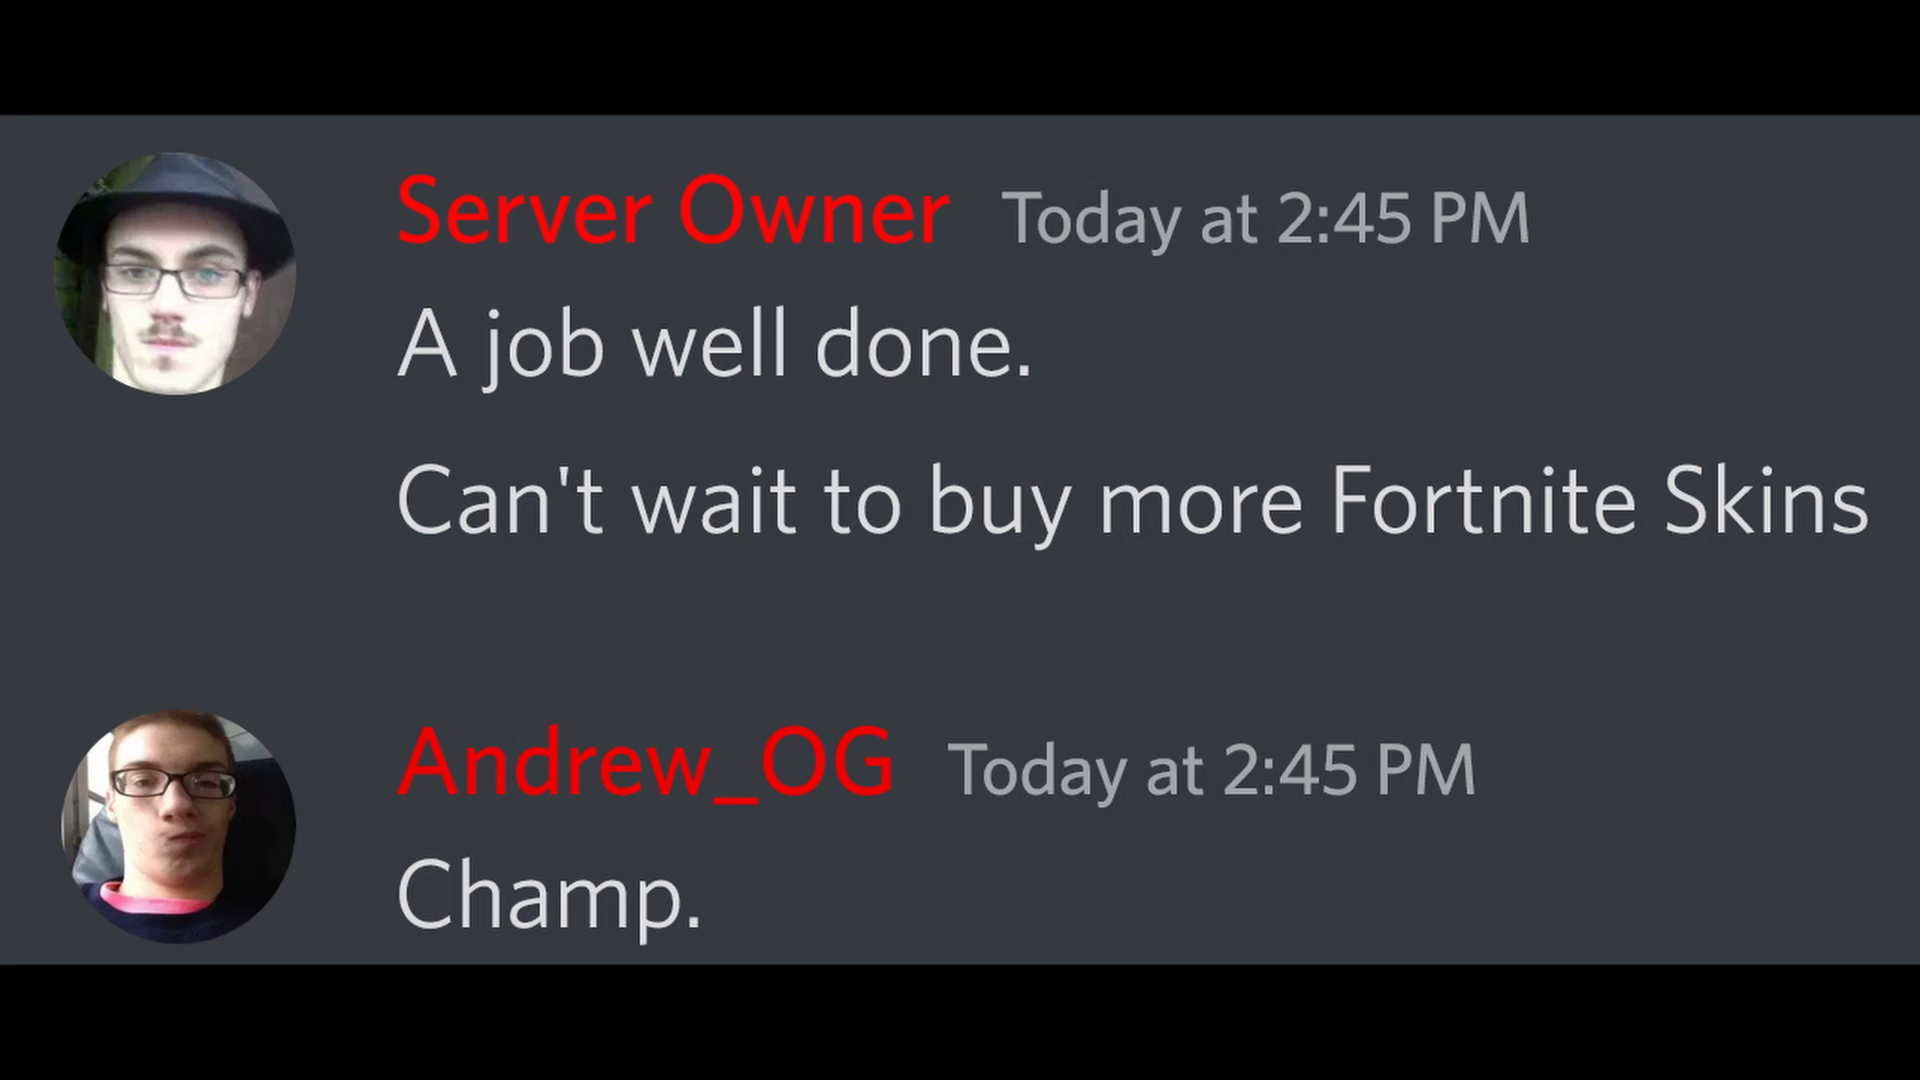 Server Owner Today at 2:45 PM
A job well done.
Can't wait to buy more Fortnite Skins
Andrew_OG Today at 2:45 PM
Champ.